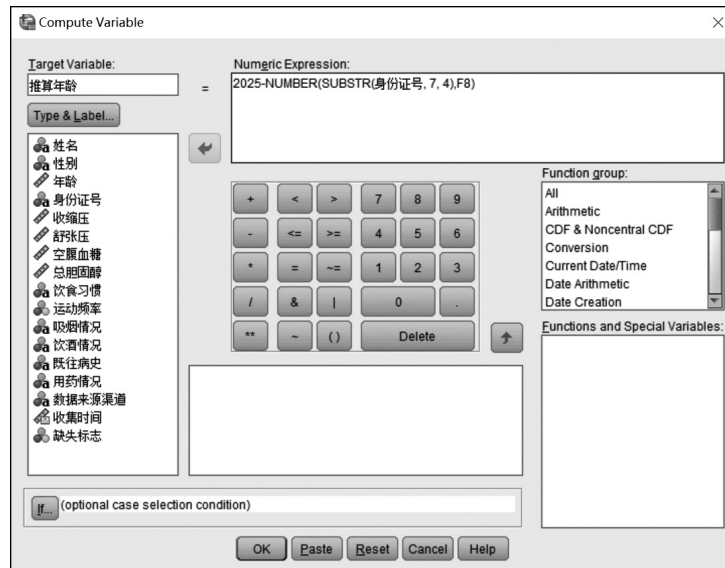 Compute Variable
Target Variable:
推算年龄
=
Numeric Expression:
2025-NUMBER(SUBSTR(身份证号, 7, 4),F8)
Type & Label...
姓名
性别
年龄
身份证号
收缩压
舒张压
空腹血糖
总胆固醇
饮食习惯
运动频率
吸烟情况
饮酒情况
既往病史
用药情况
数据来源渠道
收集时间
缺失标志
+ < > 7 8 9
- <= >= 4 5 6
* = ~= 1 2 3
/ & | 0 .
** ~ ( ) Delete
Function group:
All
Arithmetic
CDF & Noncentral CDF
Conversion
Current Date/Time
Date Arithmetic
Date Creation
Functions and Special Variables:
If... (optional case selection condition)
OK Paste Reset Cancel Help